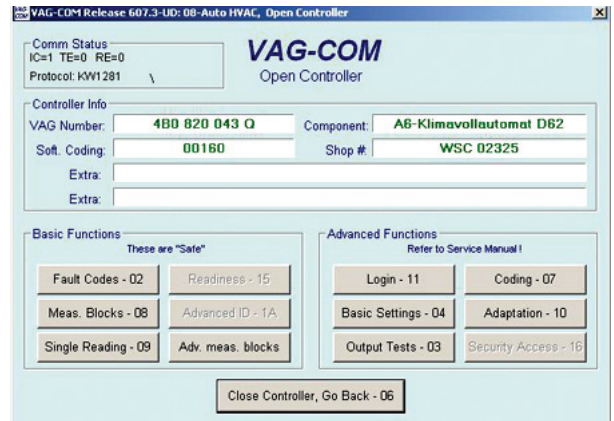 VAG-COM Release 607.3-UD: 08-Auto HVAC, Open Controller
Comm Status
IC=1 TE=0 RE=0
Protocol: KW1281 \
VAG-COM
Open Controller
Controller Info
VAG Number: 4B0 820 043 Q Component: A6-Klimavollautomat D62
Soft. Coding: 00160 Shop #: WSC 02325
Extra:
Extra:
Basic Functions
These are "Safe"
Fault Codes - 02 Readiness - 15
Meas. Blocks - 08 Advanced ID - 1A
Single Reading - 09 Adv. meas. blocks
Advanced Functions
Refer to Service Manual !
Login - 11 Coding - 07
Basic Settings - 04 Adaptation - 10
Output Tests - 03 Security Access - 16
Close Controller, Go Back - 06